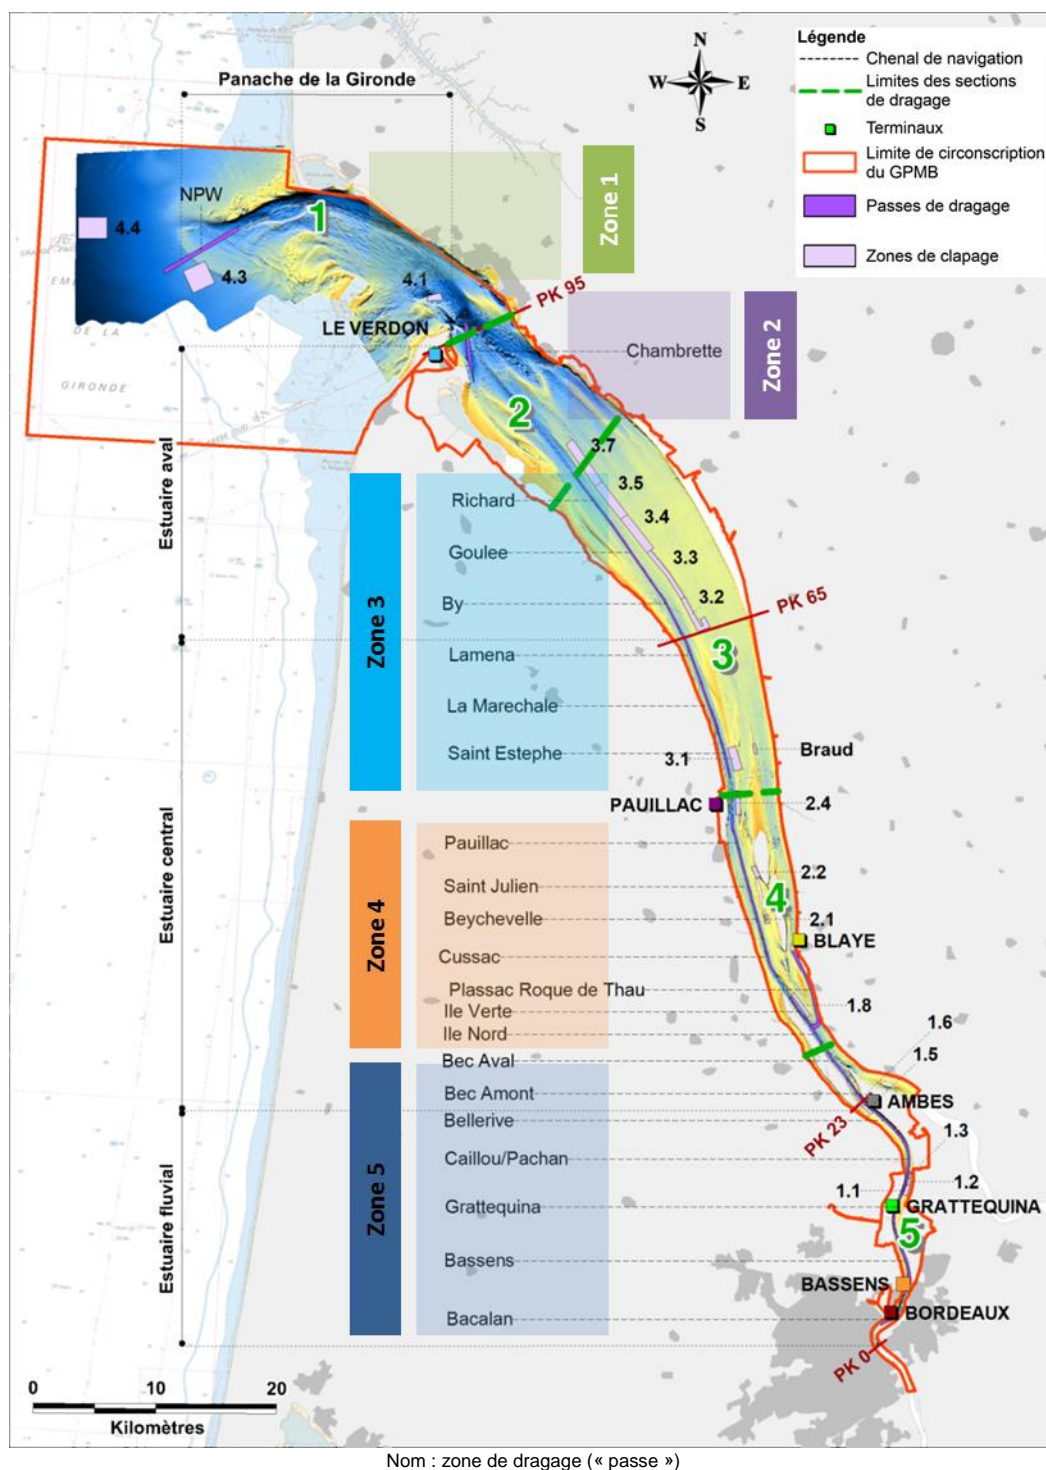 Panache de la Gironde
N
W
E
S
Légende
Chenal de navigation
Limites des sections
de dragage
Terminaux
Limite de circonscription
du GPMB
Passes de dragage
Zones de clapage
NPW
4.4
4.3
1
4.1
Zone 1
PK 95
LE VERDON
Chambrette
Zone 2
DE LA
GIRONDE
2
Estuaire aval
Zone 3
Richard
Goulee
By
Lamena
La Marechale
Saint Estephe
3.7
3.5
3.4
3.3
3.2
PK 65
3
3.1
Braud
PAUILLAC
2.4
Estuaire central
Zone 4
Pauillac
Saint Julien
Beychevelle
Cussac
Plassac Roque de Thau
Ile Verte
Ile Nord
2.2
4
2.1
BLAYE
1.8
1.6
1.5
Bec Aval
Zone 5
Bec Amont
Bellerive
Caillou/Pachan
Grattequina
Bassens
Bacalan
AMBES
PK 23
1.3
1.2
1.1
GRATTEQUINA
5
BASSENS
BORDEAUX
PK 0
Estuaire fluvial
0
10
20
Kilomètres
Nom : zone de dragage (« passe »)